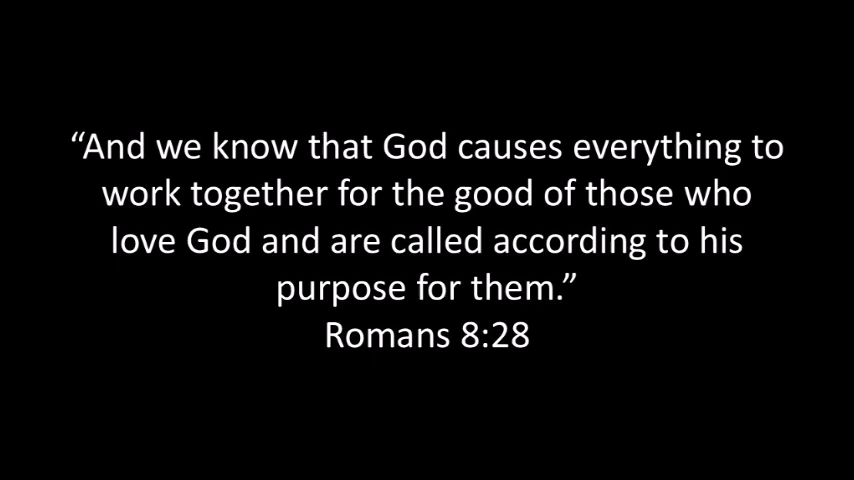 “And we know that God causes everything to
work together for the good of those who
love God and are called according to his
purpose for them.”
Romans 8:28